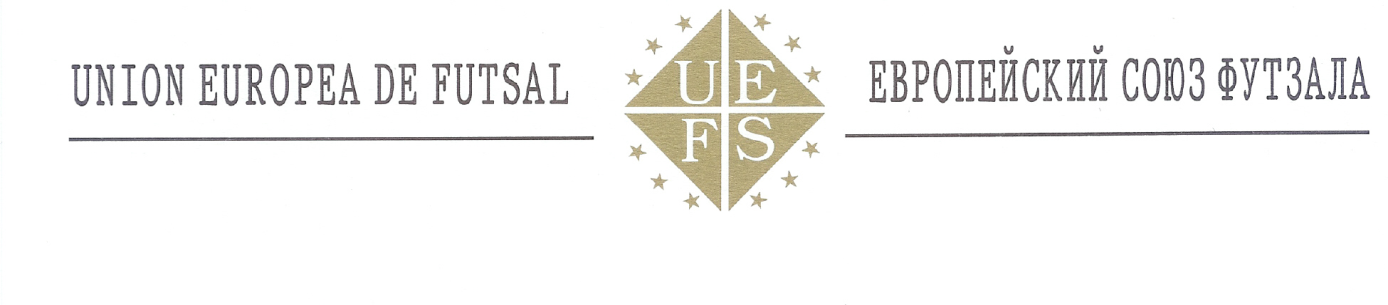 UNION EUROPEA DE FUTSAL
UE
FS
ЕВРОПЕЙСКИЙ СОЮЗ ФУТЗАЛА